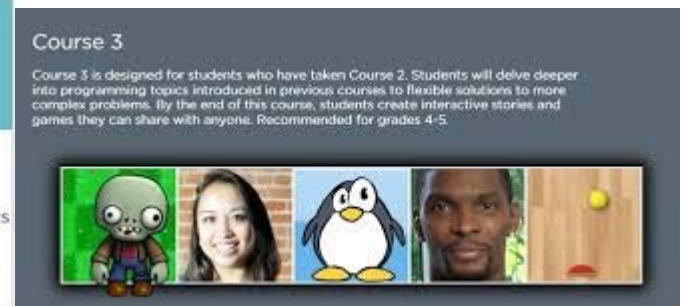 Course 3
Course 3 is designed for students who have taken Course 2. Students will delve deeper
into programming topics introduced in previous courses to flexible solutions to more
complex problems. By the end of this course, students create interactive stories and
games they can share with anyone. Recommended for grades 4-5.
s